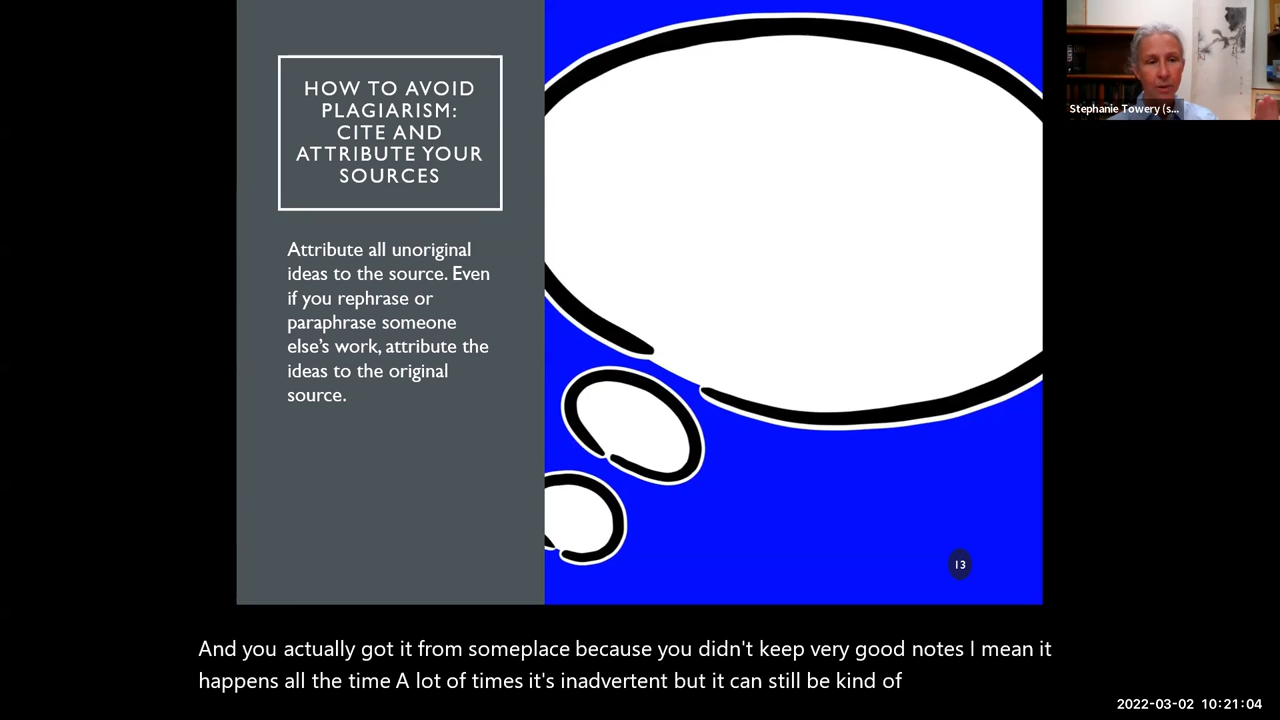 HOW TO AVOID
PLAGIARISM:
CITE AND
ATTRIBUTE YOUR
SOURCES
Attribute all unoriginal
ideas to the source. Even
if you rephrase or
paraphrase someone
else's work, attribute the
ideas to the original
source.
13
Stephanie Towery (s...
And you actually got it from someplace because you didn't keep very good notes I mean it
happens all the time A lot of times it's inadvertent but it can still be kind of
2022-03-02 10:21:04